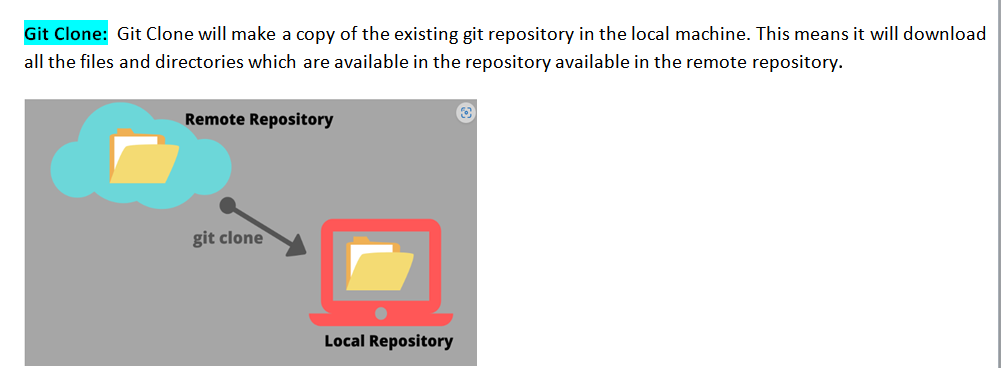 Git Clone: Git Clone will make a copy of the existing git repository in the local machine. This means it will download
all the files and directories which are available in the repository available in the remote repository.
Remote Repository
git clone
Local Repository